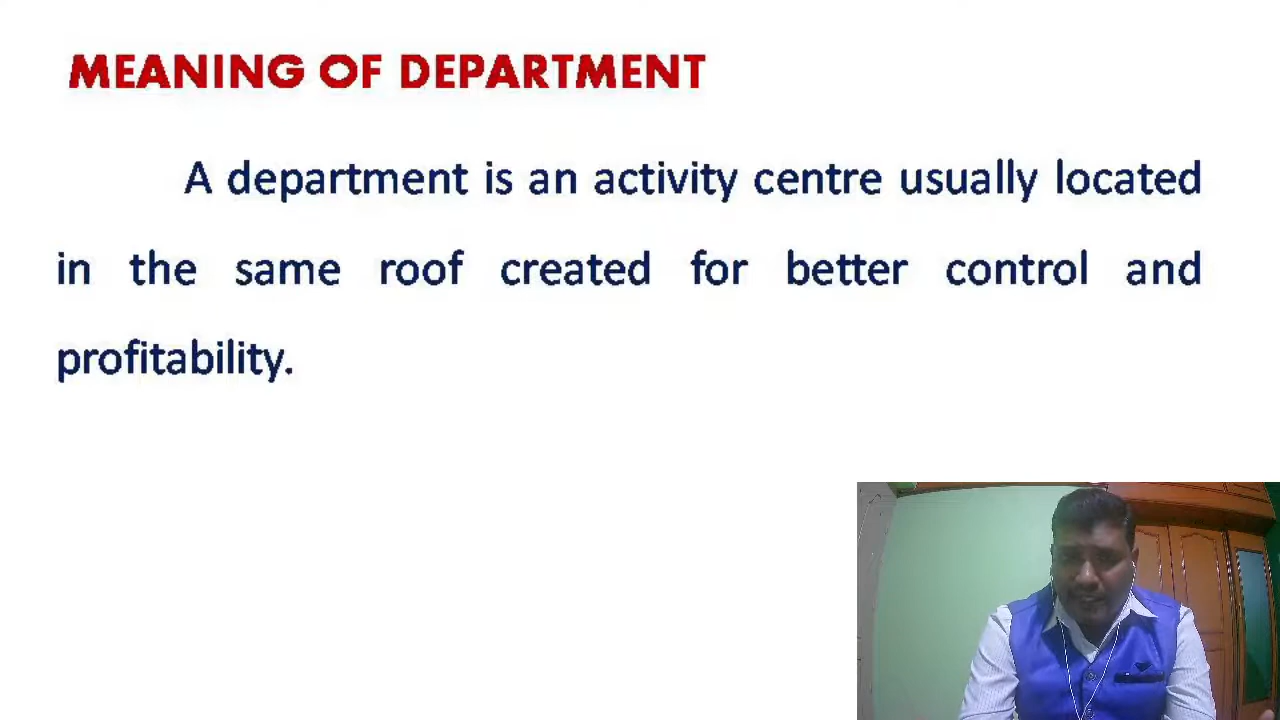 MEANING OF DEPARTMENT
A department is an activity centre usually located
in the same roof created for better control and
profitability.